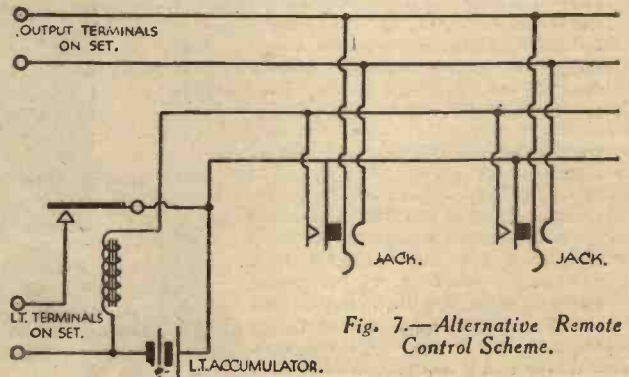 OUTPUT TERMINALS
ON SET.
JACK.
JACK.
L.T. TERMINALS
ON SET.
L.T. ACCUMULATOR.
Fig. 7.—Alternative Remote
Control Scheme.